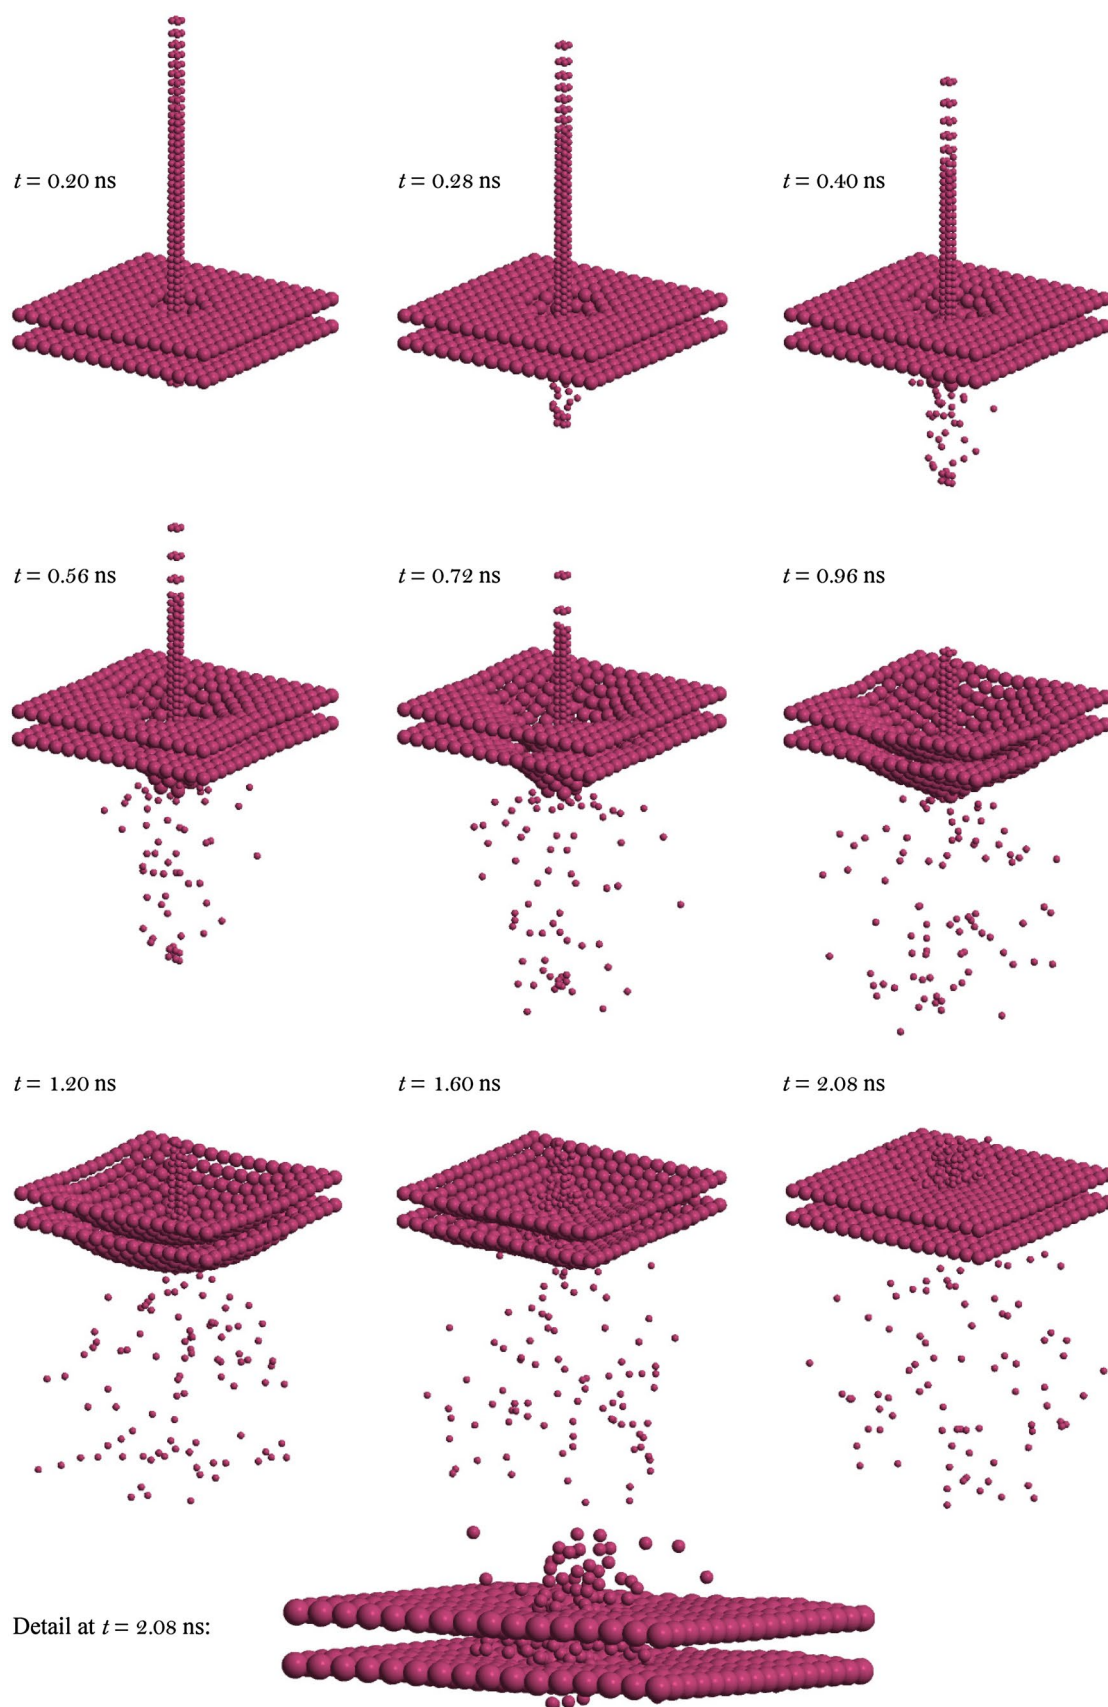 t = 0.20 ns
t = 0.28 ns
t = 0.40 ns
t = 0.56 ns
t = 0.72 ns
t = 0.96 ns
t = 1.20 ns
t = 1.60 ns
t = 2.08 ns
Detail at t = 2.08 ns: